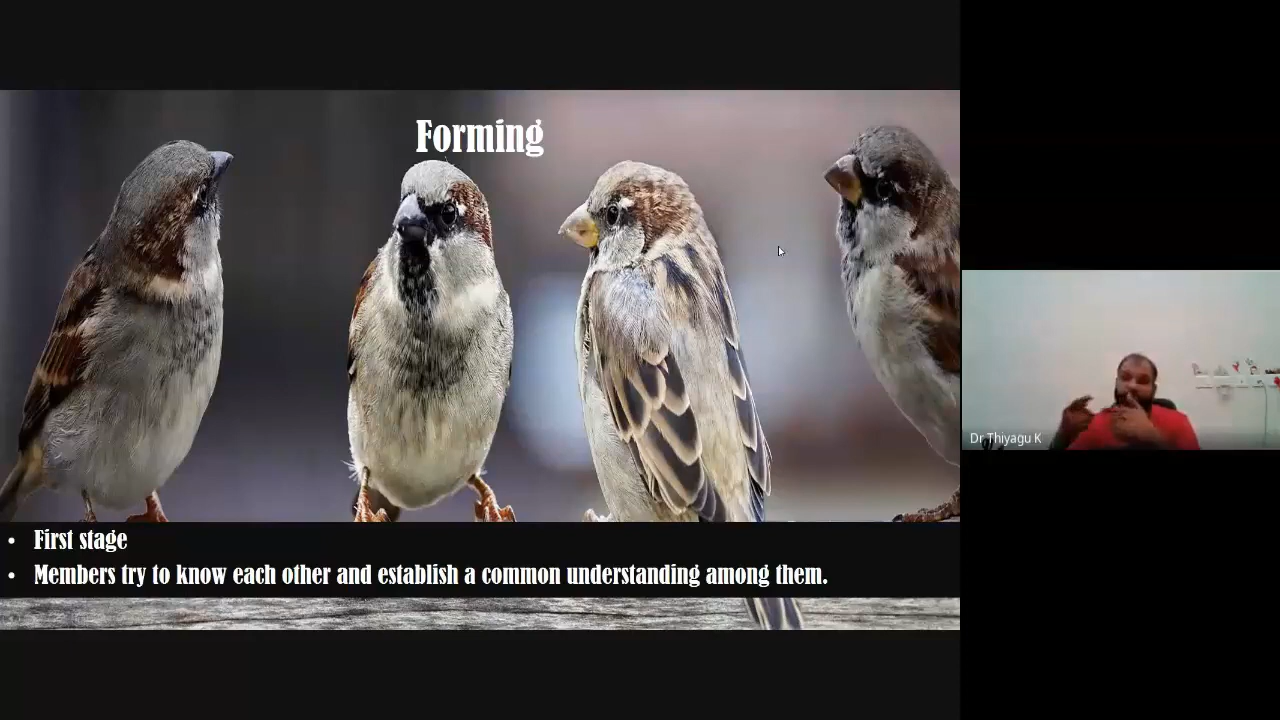 Forming
• First stage
• Members try to know each other and establish a common understanding among them.
Dr Thiyagu K